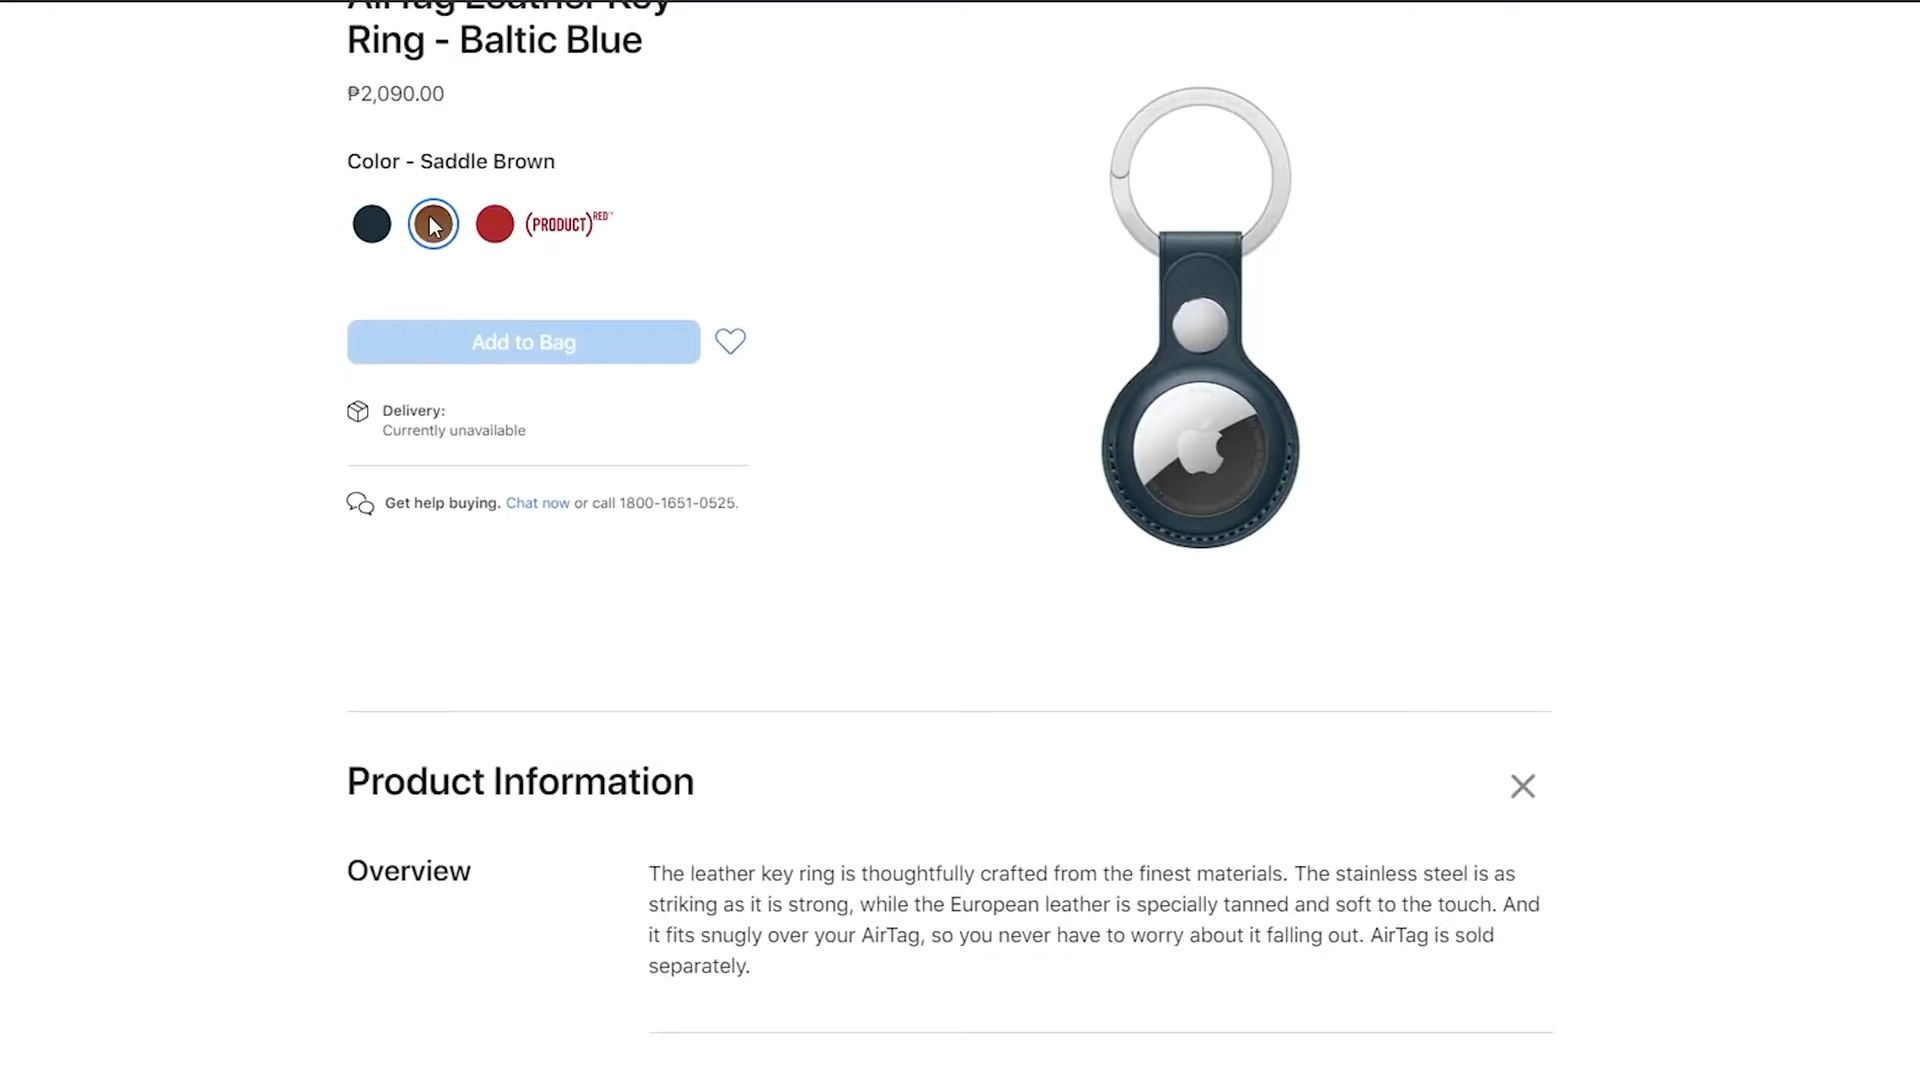 AirTag Leather Key
Ring - Baltic Blue
₱2,090.00
Color - Saddle Brown
(PRODUCT)RED™
Add to Bag
Delivery:
Currently unavailable
Get help buying. Chat now or call 1800-1651-0525.
Product Information
Overview
The leather key ring is thoughtfully crafted from the finest materials. The stainless steel is as
striking as it is strong, while the European leather is specially tanned and soft to the touch. And
it fits snugly over your AirTag, so you never have to worry about it falling out. AirTag is sold
separately.